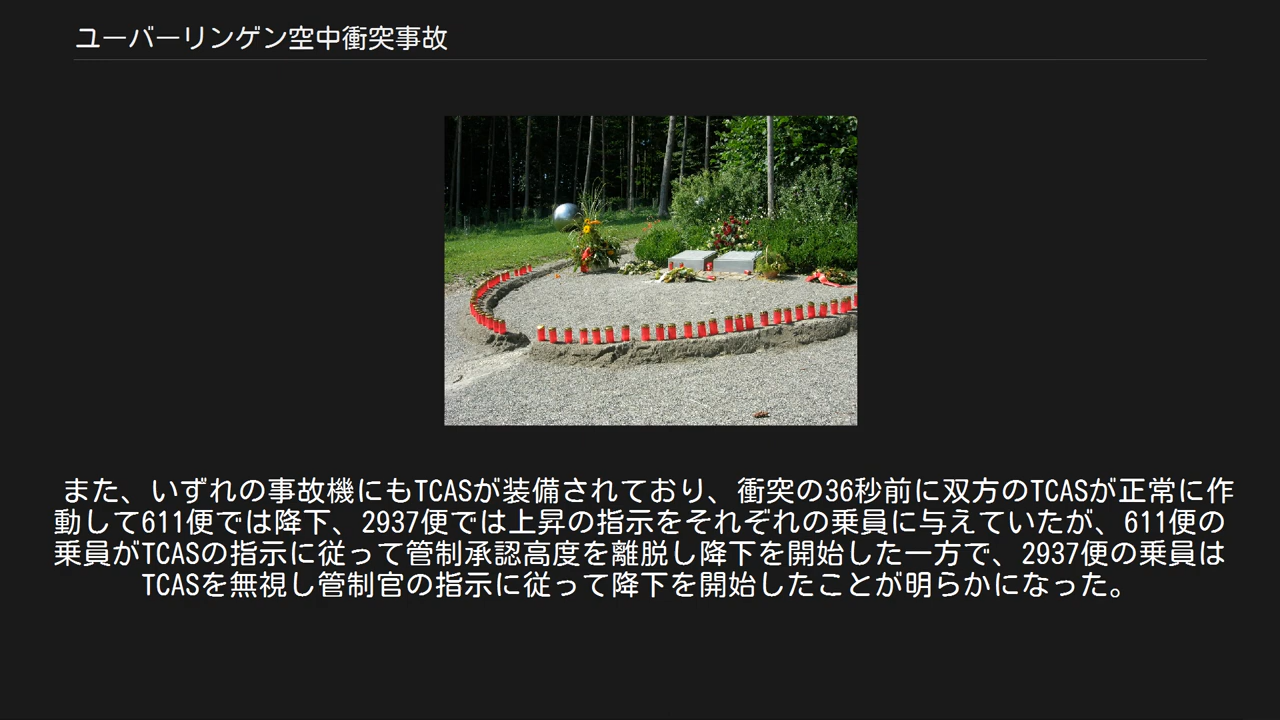 ユーバーリンゲン空中衝突事故
また、いずれの事故機にもTCASが装備されており、衝突の36秒前に双方のTCASが正常に作
動して611便では降下、2937便では上昇の指示をそれぞれの乗員に与えていたが、611便の
乗員がTCASの指示に従って管制承認高度を離脱し降下を開始した一方で、2937便の乗員は
TCASを無視し管制官の指示に従って降下を開始したことが明らかになった。